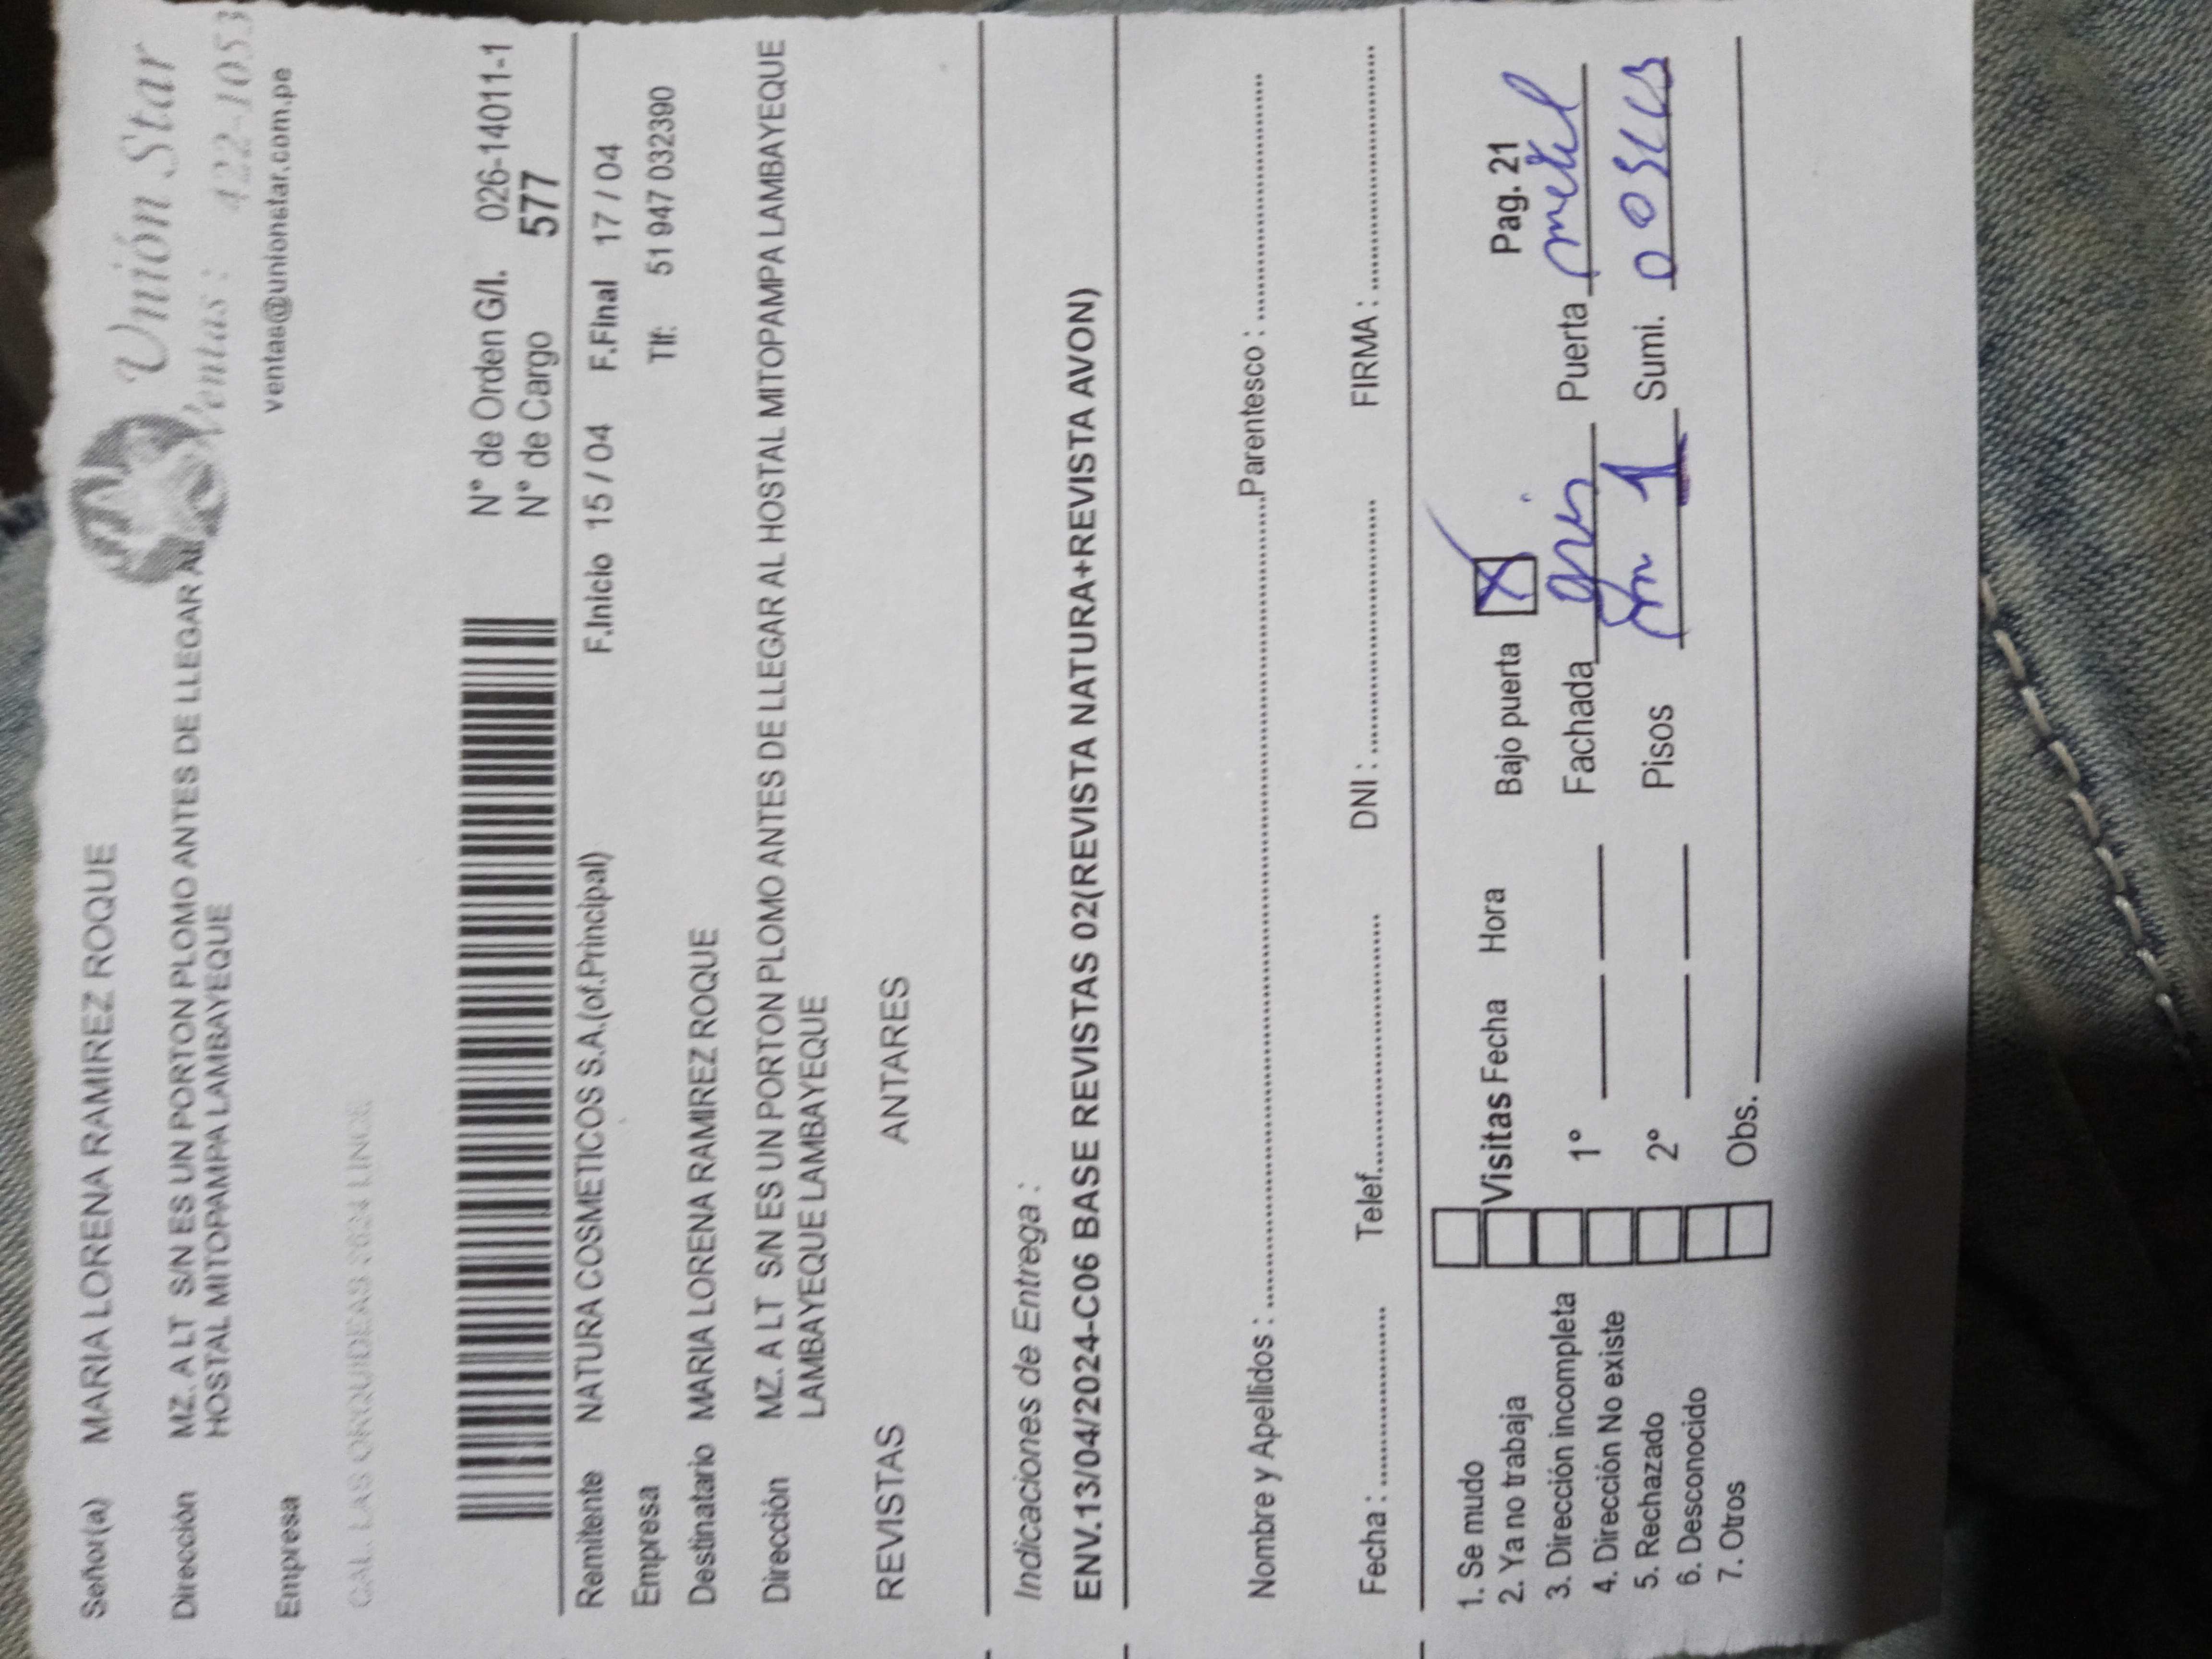 Señor(a) MARIA LORENA RAMIREZ ROQUE
Unión Star
Ventas : 422-1053
ventas@unionstar.com.pe
Dirección MZ. A LT S/N ES UN PORTON PLOMO ANTES DE LLEGAR AL
HOSTAL MITOPAMPA LAMBAYEQUE
Empresa
CAL. LAS ORQUIDEAS LINCE
N° de Orden G/I. 026-14011-1
N° de Cargo 577
Remitente NATURA COSMETICOS S.A.(of.Principal) F.Inicio 15 / 04 F.Final 17 / 04
Empresa Tlf: 51 947 032390
Destinatario MARIA LORENA RAMIREZ ROQUE
Dirección MZ. A LT S/N ES UN PORTON PLOMO ANTES DE LLEGAR AL HOSTAL MITOPAMPA LAMBAYEQUE
LAMBAYEQUE LAMBAYEQUE
REVISTAS ANTARES
Indicaciones de Entrega :
ENV.13/04/2024-C06 BASE REVISTAS 02(REVISTA NATURA+REVISTA AVON)
Nombre y Apellidos : Parentesco :
Fecha : Telef. DNI : FIRMA :
1. Se mudo
2. Ya no trabaja
3. Dirección incompleta
4. Dirección No existe
5. Rechazado
6. Desconocido
7. Otros
Visitas Fecha Hora Bajo puerta X Pag. 21
1° Fachada Puerta metal
2° Pisos 1 Sumi.
Obs.